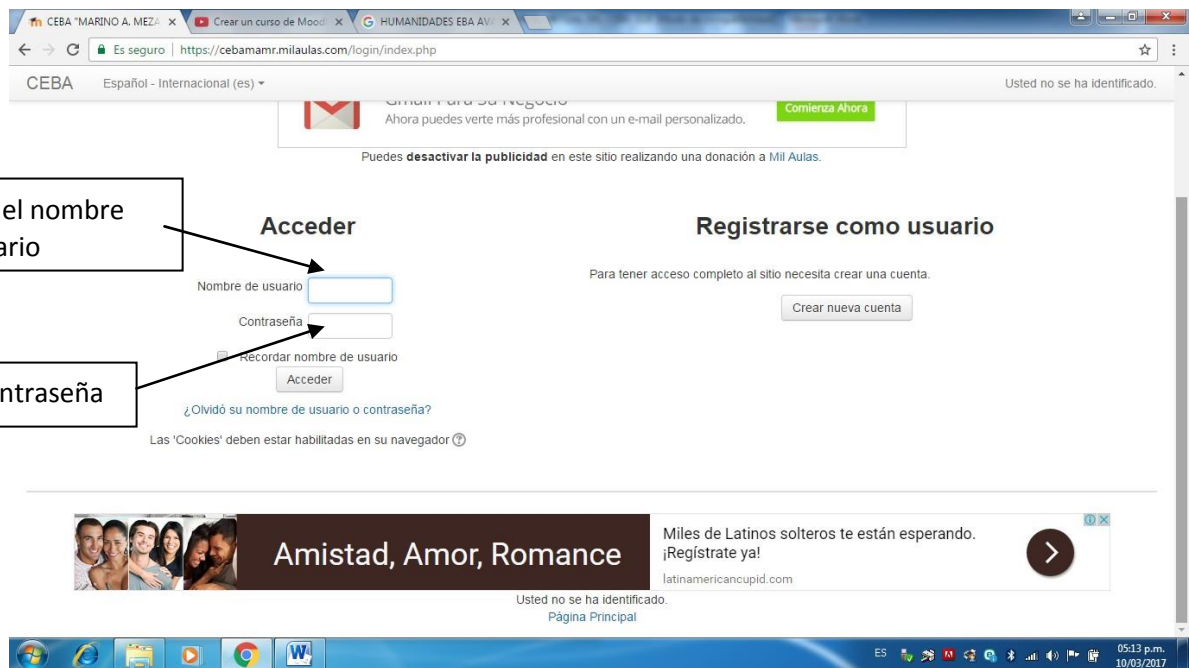 CEBA "MARINO A. MEZA
Crear un curso de Mood
HUMANIDADES EBA AV
Es seguro
https://cebamamr.milaulas.com/login/index.php
CEBA
Español - Internacional (es)
Usted no se ha identificado.
Gmail Para Su Negocio
Ahora puedes verte más profesional con un e-mail personalizado.
Comienza Ahora
Puedes desactivar la publicidad en este sitio realizando una donación a Mil Aulas.
el nombre
ario
Acceder
Nombre de usuario
Contraseña
Recordar nombre de usuario
Acceder
ntraseña
¿Olvidó su nombre de usuario o contraseña?
Las 'Cookies' deben estar habilitadas en su navegador
Registrarse como usuario
Para tener acceso completo al sitio necesita crear una cuenta.
Crear nueva cuenta
Amistad, Amor, Romance
Miles de Latinos solteros te están esperando.
¡Regístrate ya!
latinamericancupid.com
Usted no se ha identificado.
Página Principal
ES
05:13 p.m.
10/03/2017